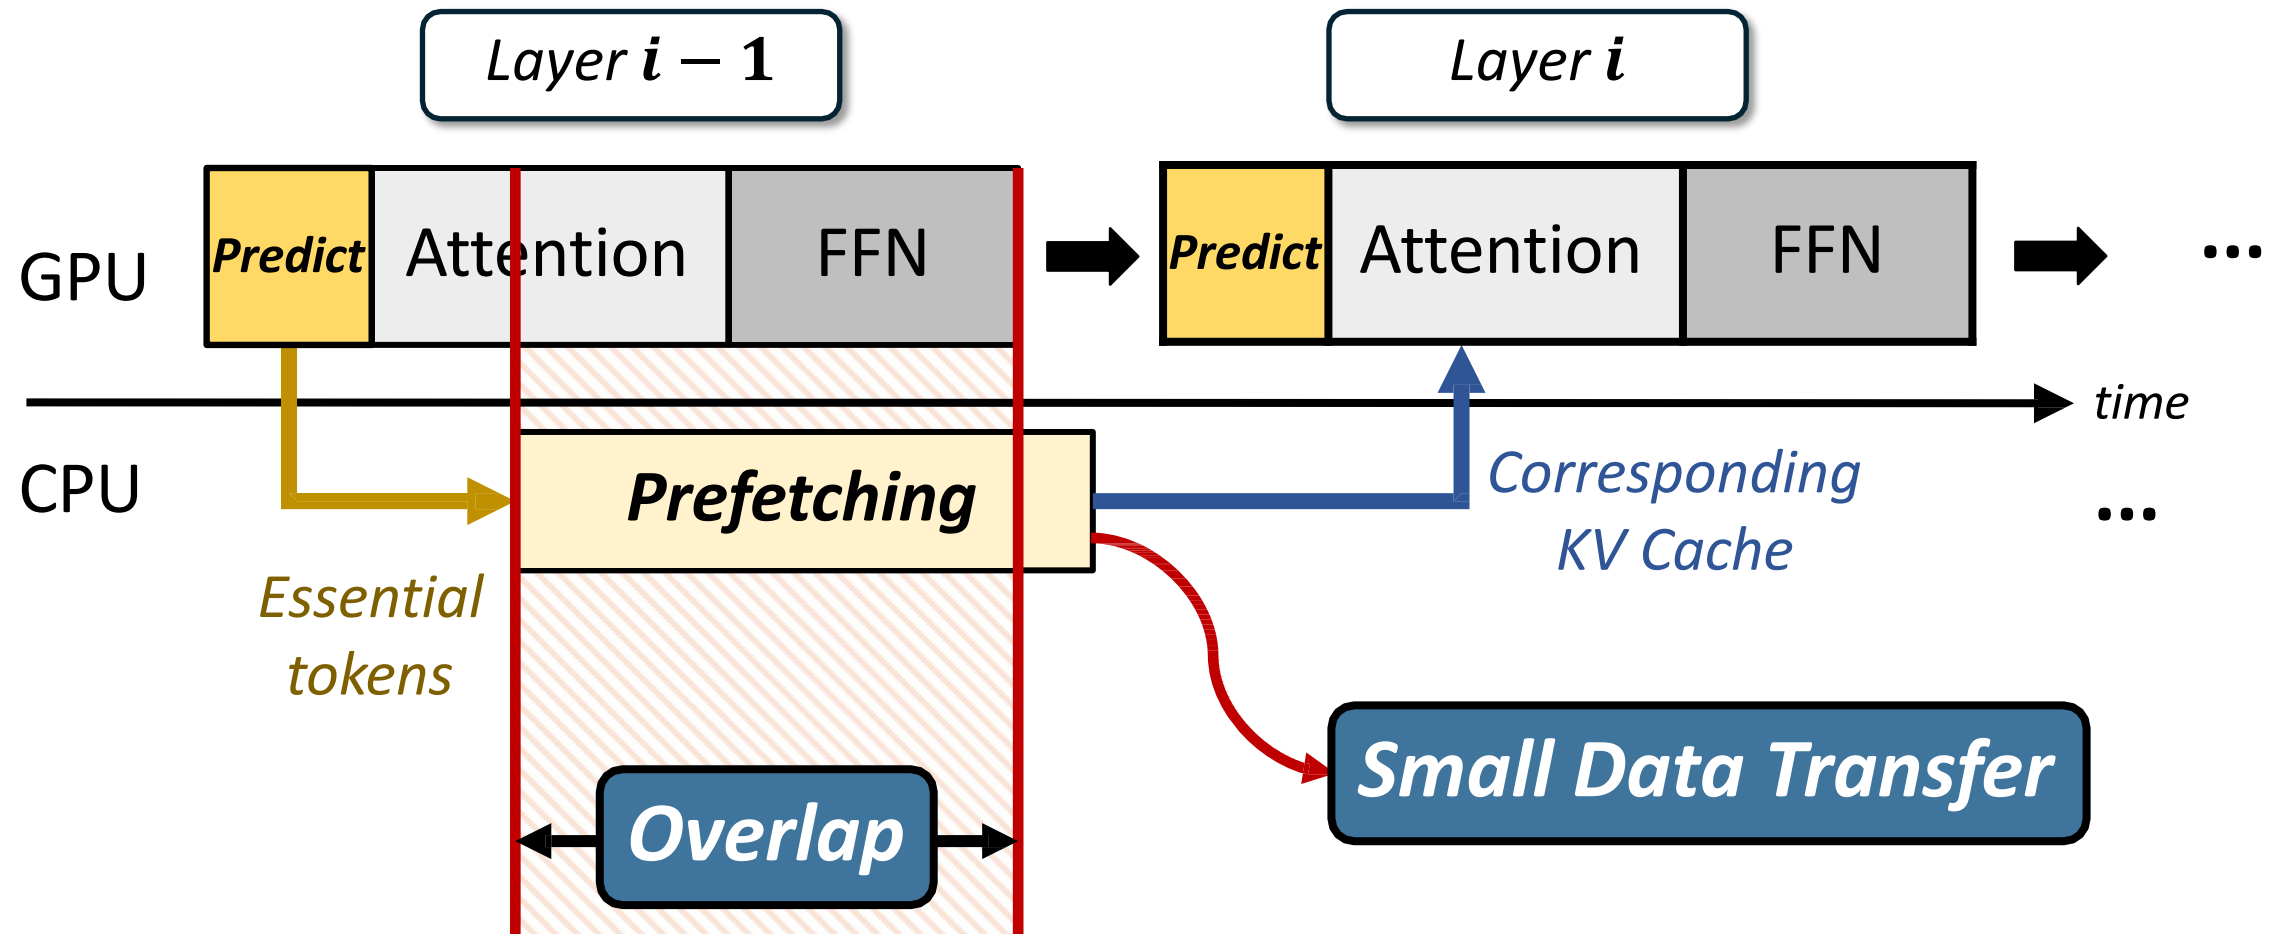 Layer i − 1
Layer i
GPU
Predict
Attention
FFN
Predict
Attention
FFN
...
time
CPU
Prefetching
Corresponding
KV Cache
...
Essential
tokens
Overlap
Small Data Transfer